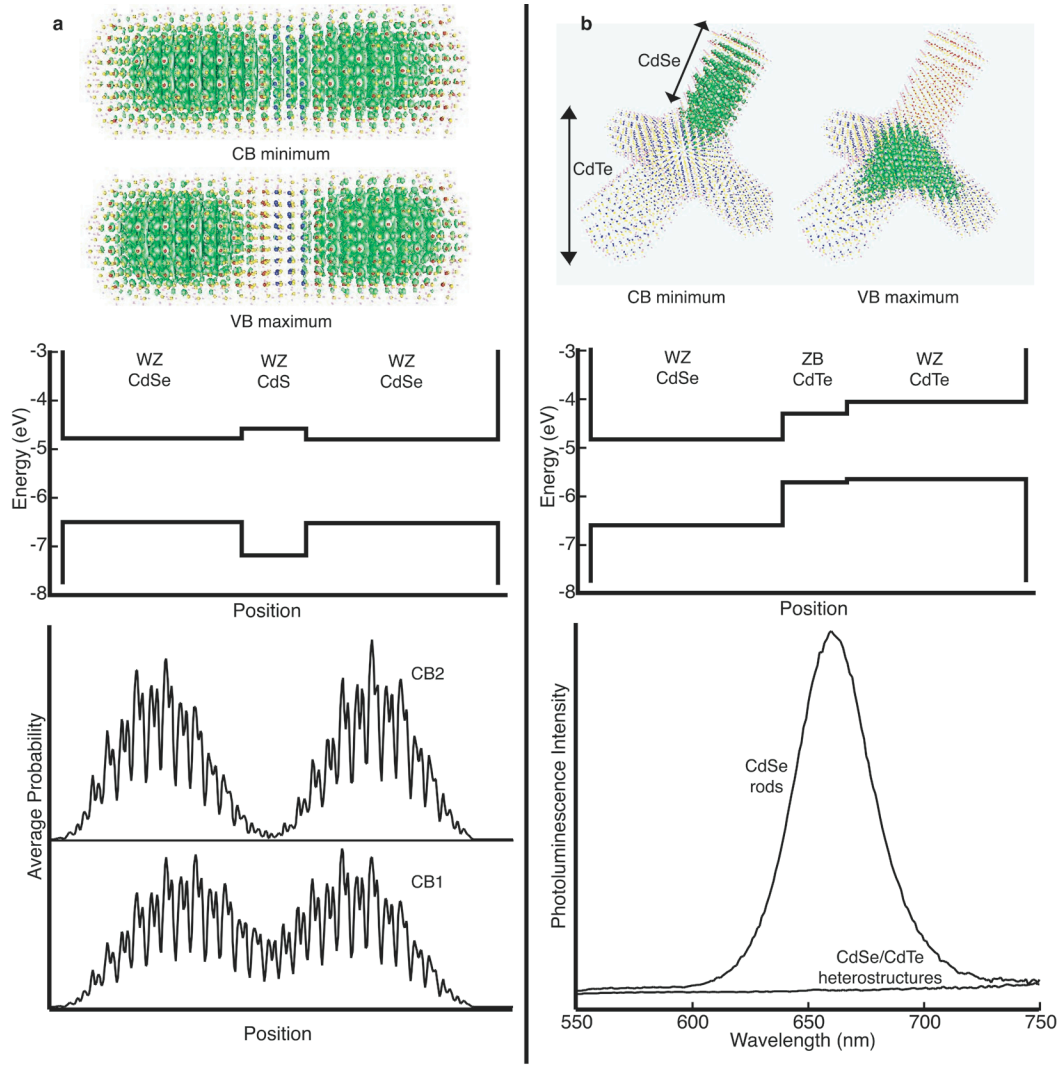 a
CB minimum
VB maximum
-3
-4
-5
-6
-7
-8
Energy (eV)
WZ
CdSe
WZ
CdS
WZ
CdSe
Position
Average Probability
CB2
CB1
Position
b
CdSe
CdTe
CB minimum
VB maximum
-3
-4
-5
-6
-7
-8
Energy (eV)
WZ
CdSe
ZB
CdTe
WZ
CdTe
Position
Photoluminescence Intensity
CdSe
rods
CdSe/CdTe
heterostructures
550
600
650
700
750
Wavelength (nm)